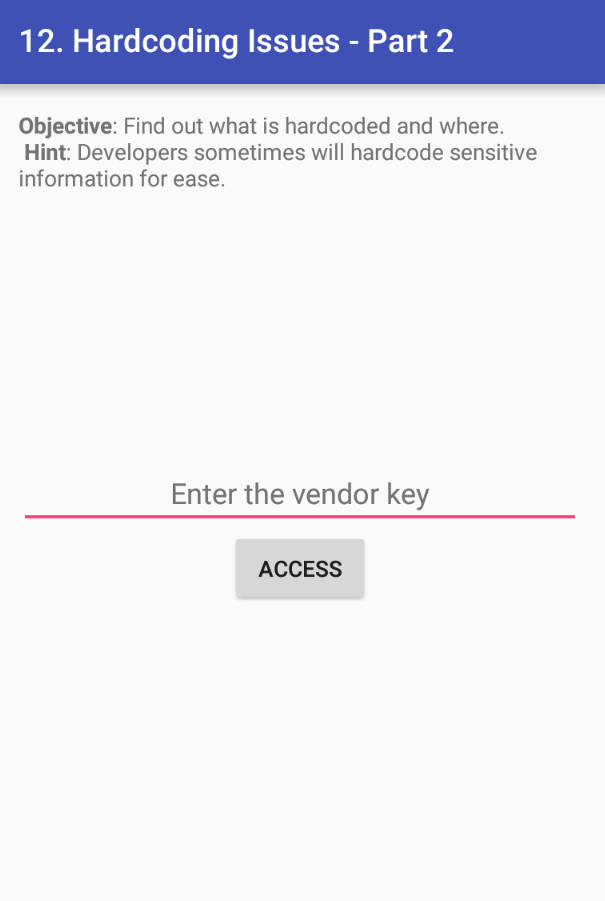 12. Hardcoding Issues - Part 2
Objective: Find out what is hardcoded and where.
Hint: Developers sometimes will hardcode sensitive
information for ease.
Enter the vendor key
ACCESS